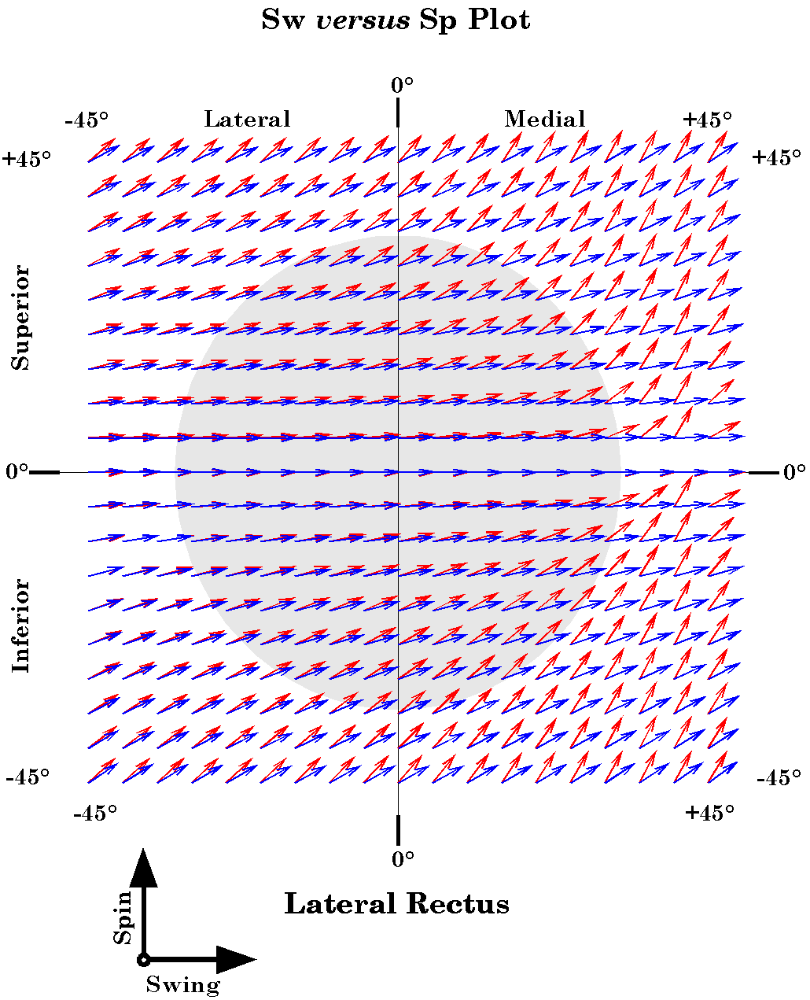 Sw versus Sp Plot
0°
-45° Lateral Medial +45°
+45° +45°
Superior
0° 0°
Inferior
-45° -45°
-45° +45°
0°
Lateral Rectus
Spin
Swing